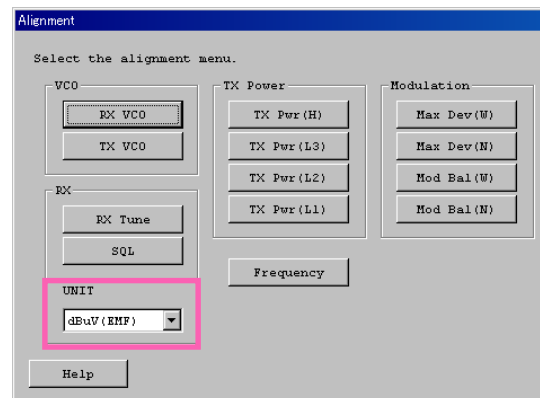 Alignment
Select the alignment menu.
VCO
RX VCO
TX VCO
RX
RX Tune
SQL
UNIT
dBuV(EMF)
TX Power
TX Pwr(H)
TX Pwr(L3)
TX Pwr(L2)
TX Pwr(L1)
Frequency
Modulation
Max Dev(W)
Max Dev(N)
Mod Bal(W)
Mod Bal(N)
Help